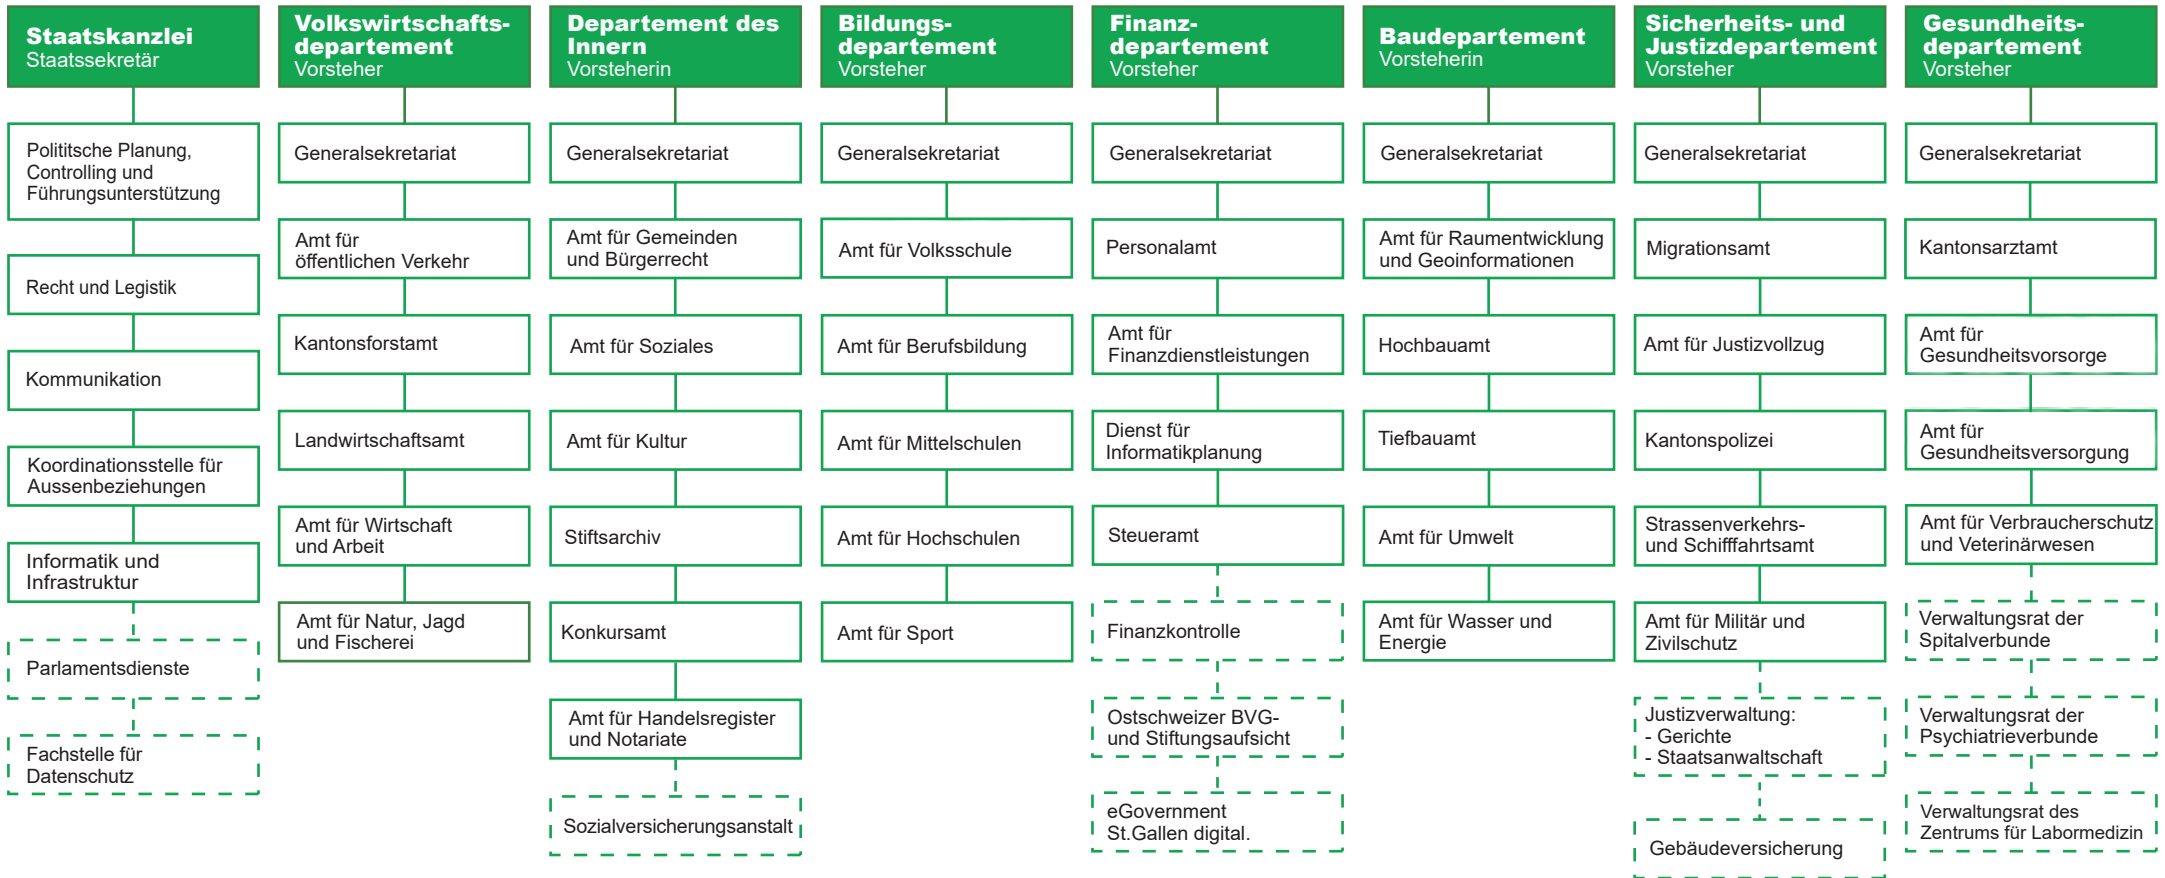 Staatskanzlei
Staatssekretär
Polititsche Planung,
Controlling und
Führungsunterstützung
Recht und Legistik
Kommunikation
Koordinationsstelle für
Aussenbeziehungen
Informatik und
Infrastruktur
Parlamentsdienste
Fachstelle für
Datenschutz
Volkswirtschafts-
departement
Vorsteher
Generalsekretariat
Amt für
öffentlichen Verkehr
Kantonsforstamt
Landwirtschaftsamt
Amt für Wirtschaft
und Arbeit
Amt für Natur, Jagd
und Fischerei
Departement des
Innern
Vorsteherin
Generalsekretariat
Amt für Gemeinden
und Bürgerrecht
Amt für Soziales
Amt für Kultur
Stiftsarchiv
Konkursamt
Amt für Handelsregister
und Notariate
Sozialversicherungsanstalt
Bildungs-
departement
Vorsteher
Generalsekretariat
Amt für Volksschule
Amt für Berufsbildung
Amt für Mittelschulen
Amt für Hochschulen
Amt für Sport
Finanz-
departement
Vorsteher
Generalsekretariat
Personalamt
Amt für
Finanzdienstleistungen
Dienst für
Informatikplanung
Steueramt
Finanzkontrolle
Ostschweizer BVG-
und Stiftungsaufsicht
eGovernment
St.Gallen digital.
Baudepartement
Vorsteherin
Generalsekretariat
Amt für Raumentwicklung
und Geoinformationen
Hochbauamt
Tiefbauamt
Amt für Umwelt
Amt für Wasser und
Energie
Sicherheits- und
Justizdepartement
Vorsteher
Generalsekretariat
Migrationsamt
Amt für Justizvollzug
Kantonspolizei
Strassenverkehrs-
und Schifffahrtsamt
Amt für Militär und
Zivilschutz
Justizverwaltung:
- Gerichte
- Staatsanwaltschaft
Gebäudeversicherung
Gesundheits-
departement
Vorsteher
Generalsekretariat
Kantonsarztamt
Amt für
Gesundheitsvorsorge
Amt für
Gesundheitsversorgung
Amt für Verbraucherschutz
und Veterinärwesen
Verwaltungsrat der
Spitalverbunde
Verwaltungsrat der
Psychiatrieverbunde
Verwaltungsrat des
Zentrums für Labormedizin